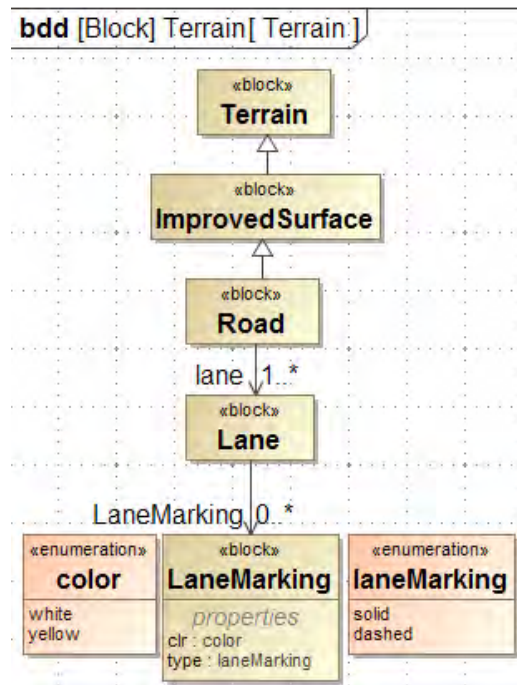 bdd [Block] Terrain[ Terrain ]
«block»
Terrain
«block»
ImprovedSurface
«block»
Road
lane 1..*
«block»
Lane
LaneMarking 0..*
«enumeration»
color
white
yellow
«block»
LaneMarking
properties
clr : color
type : laneMarking
«enumeration»
laneMarking
solid
dashed